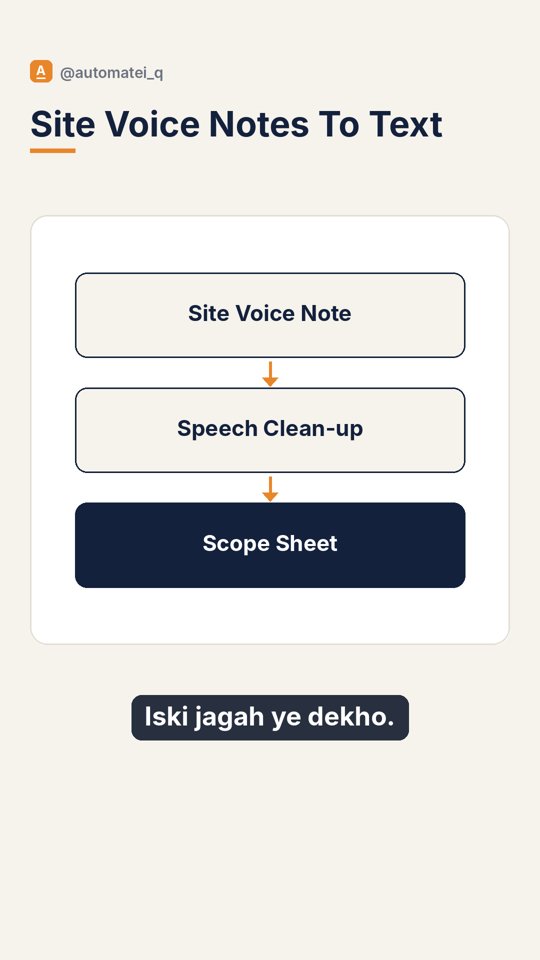 A
@automatei_q
Site Voice Notes To Text
Site Voice Note
Speech Clean-up
Scope Sheet
Iski jagah ye dekho.